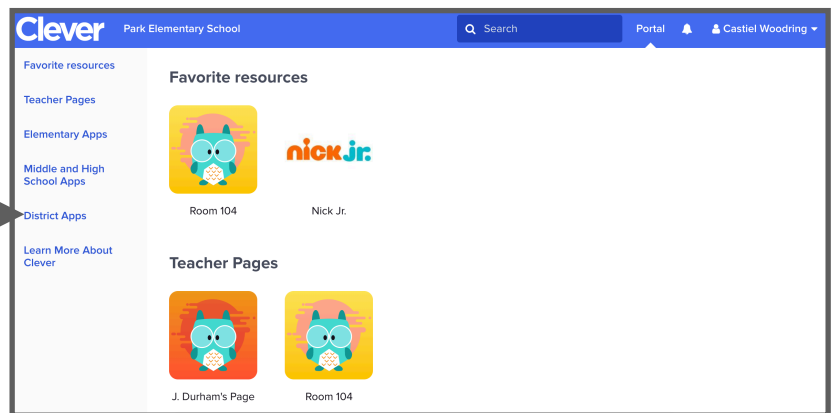 Clever Park Elementary School Search Portal Castiel Woodring
Favorite resources
Teacher Pages
Elementary Apps
Middle and High
School Apps
District Apps
Learn More About
Clever
Favorite resources
nick jr.
Room 104 Nick Jr.
Teacher Pages
J. Durham's Page Room 104